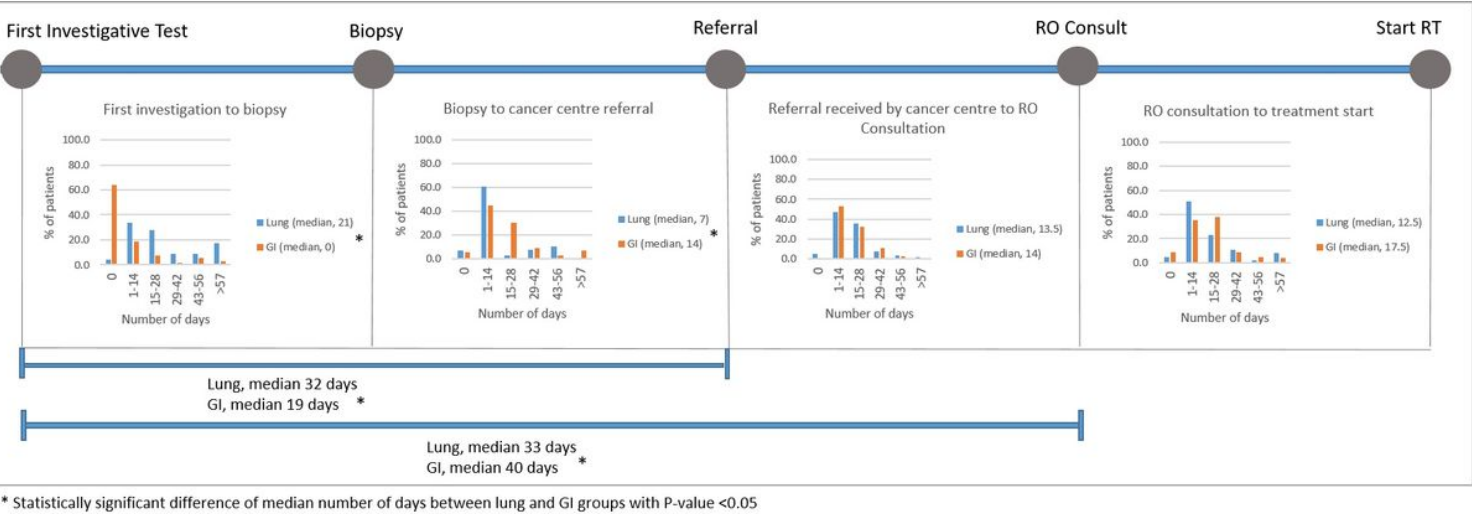 First Investigative Test
Biopsy
Referral
RO Consult
Start RT
First investigation to biopsy
100.0
80.0
60.0
40.0
20.0
0.0
% of patients
0
1-14
15-28
29-42
43-56
>57
Number of days
Lung (median, 21)
GI (median, 0)
*
Biopsy to cancer centre referral
100.0
80.0
60.0
40.0
20.0
0.0
% of patients
0
1-14
15-28
29-42
43-56
>57
Number of days
Lung (median, 7)
GI (median, 14)
*
Referral received by cancer centre to RO
Consultation
100.0
80.0
60.0
40.0
20.0
0.0
% of patients
0
1-14
15-28
29-42
43-56
>57
Number of days
Lung (median, 13.5)
GI (median, 14)
RO consultation to treatment start
100.0
80.0
60.0
40.0
20.0
0.0
% of patients
0
1-14
15-28
29-42
43-56
>57
Number of days
Lung (median, 12.5)
GI (median, 17.5)
Lung, median 32 days
GI, median 19 days *
Lung, median 33 days
GI, median 40 days *
* Statistically significant difference of median number of days between lung and GI groups with P-value <0.05